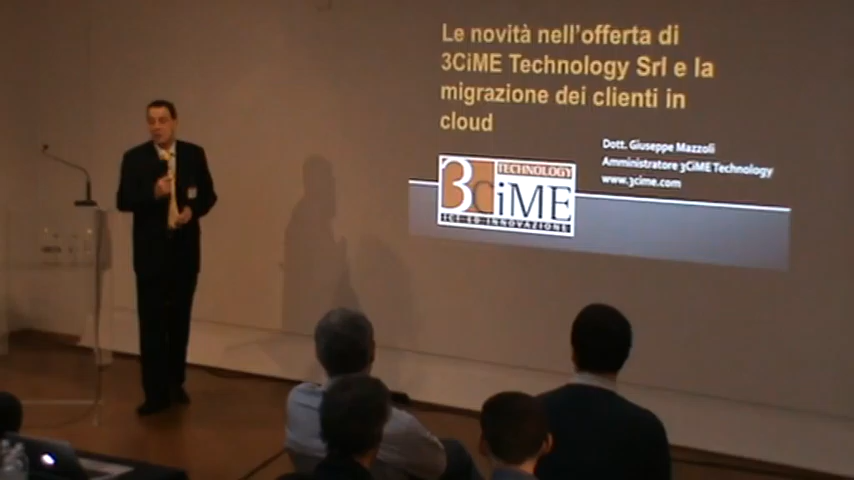 Le novità nell'offerta di
3CiME Technology Srl e la
migrazione dei clienti in
cloud
Dott. Giuseppe Mazzoli
Amministratore 3CiME Technology
www.3cime.com
TECHNOLOGY
3CiME
ICT ED INNOVAZIONE